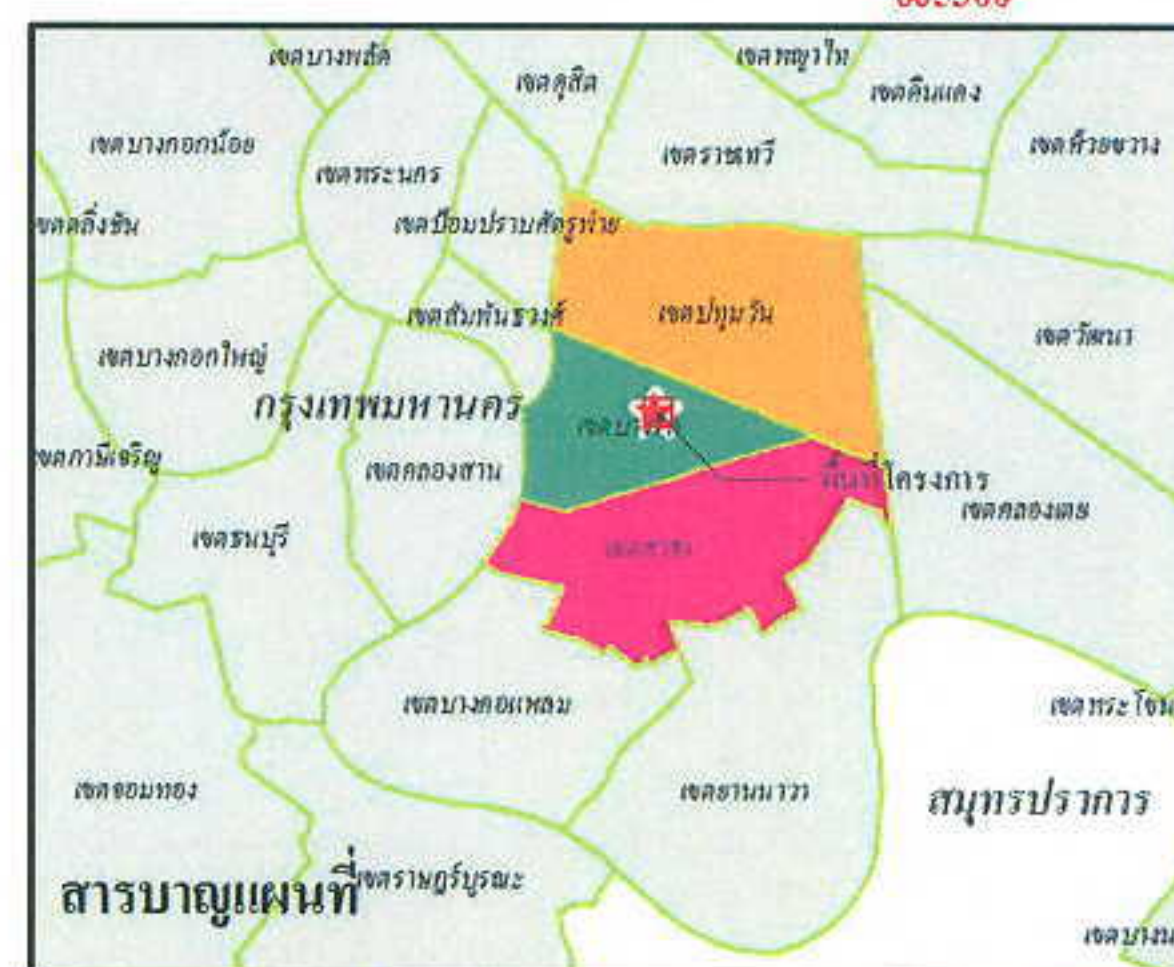 เขตบางพลัด
เขตดุสิต
เขตพญาไท
เขตดินแดง
เขตบางกอกน้อย
เขตพระนคร
เขตราชเทวี
เขตห้วยขวาง
เขตตลิ่งชัน
เขตป้อมปราบศัตรูพ่าย
เขตสัมพันธวงศ์
เขตปทุมวัน
เขตวัฒนา
เขตบางกอกใหญ่
กรุงเทพมหานคร
เขตภาษีเจริญ
เขตคลองสาน
พื้นที่โครงการ
เขตคลองเตย
เขตธนบุรี
เขตสาทร
เขตบางคอแหลม
เขตพระโขน
เขตจอมทอง
เขตยานนาวา
สมุทรปราการ
สารบาญแผนที่
เขตราษฎร์บูรณะ
เขตบางน